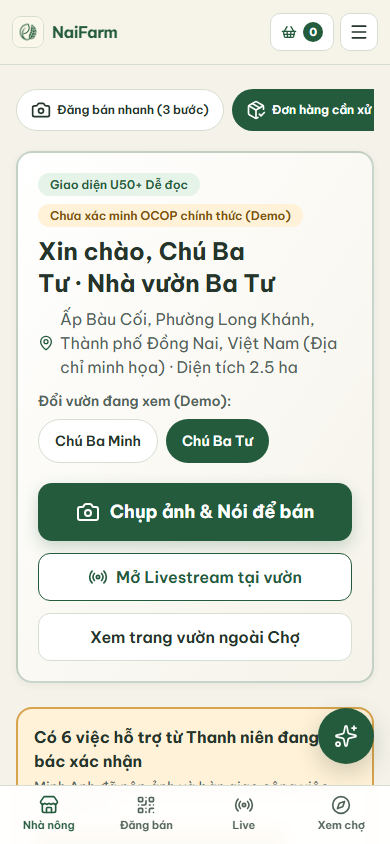 NaiFarm
0
Đăng bán nhanh (3 bước)
Đơn hàng cần xử
Giao diện U50+ Dễ đọc
Chưa xác minh OCOP chính thức (Demo)
Xin chào, Chú Ba
Tư · Nhà vườn Ba Tư
Ấp Bàu Cối, Phường Long Khánh,
Thành phố Đồng Nai, Việt Nam (Địa
chỉ minh họa) · Diện tích 2.5 ha
Đổi vườn đang xem (Demo):
Chú Ba Minh
Chú Ba Tư
Chụp ảnh & Nói để bán
Mở Livestream tại vườn
Xem trang vườn ngoài Chợ
Có 6 việc hỗ trợ từ Thanh niên đang
bác xác nhận
Nhà nông
Đăng bán
Live
Xem chợ